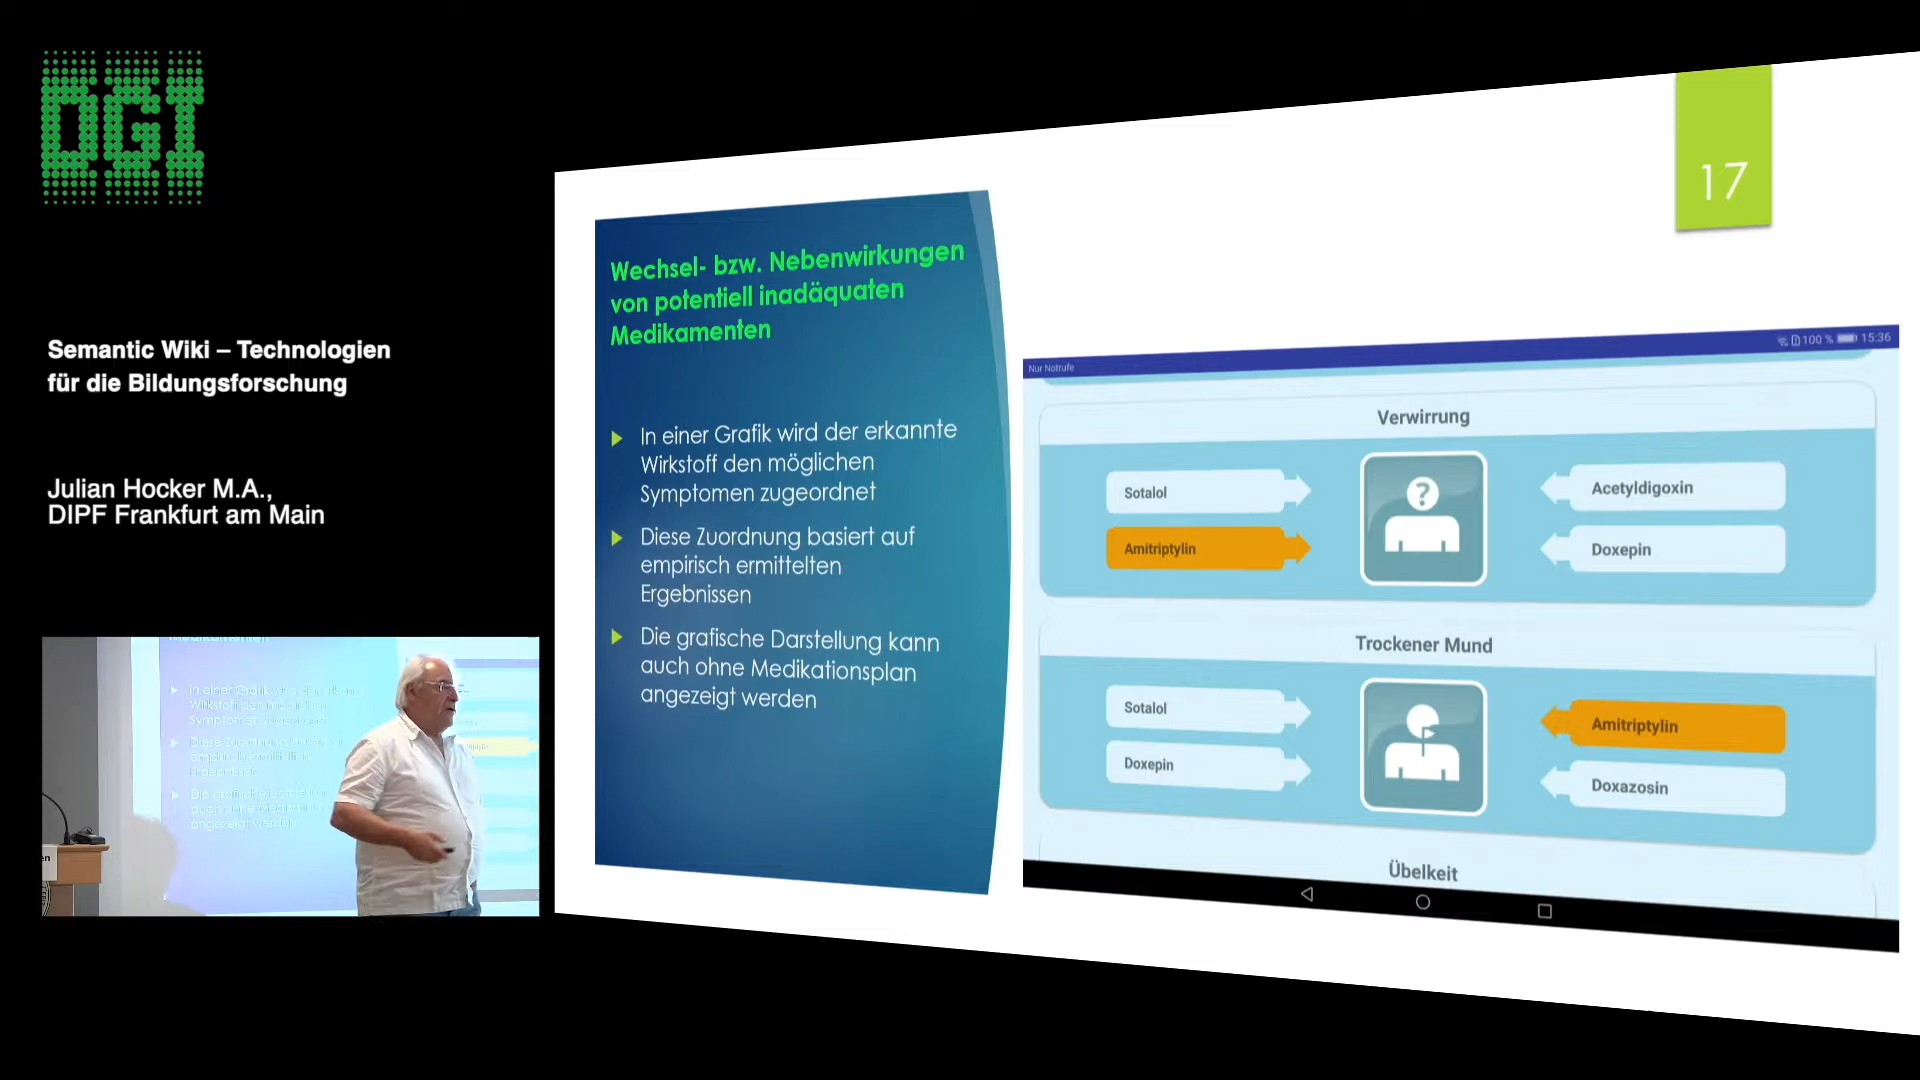 DGI
Semantic Wiki – Technologien
für die Bildungsforschung
Julian Hocker M.A.,
DIPF Frankfurt am Main
17
Wechsel- bzw. Nebenwirkungen
von potentiell inadäquaten
Medikamenten
In einer Grafik wird der erkannte
Wirkstoff den möglichen
Symptomen zugeordnet
Diese Zuordnung basiert auf
empirisch ermittelten
Ergebnissen
Die grafische Darstellung kann
auch ohne Medikationsplan
angezeigt werden
Nur Notrufe
100 %
15:36
Verwirrung
Sotalol
Amitriptylin
?
Acetyldigoxin
Doxepin
Trockener Mund
Sotalol
Doxepin
Amitriptylin
Doxazosin
Übelkeit